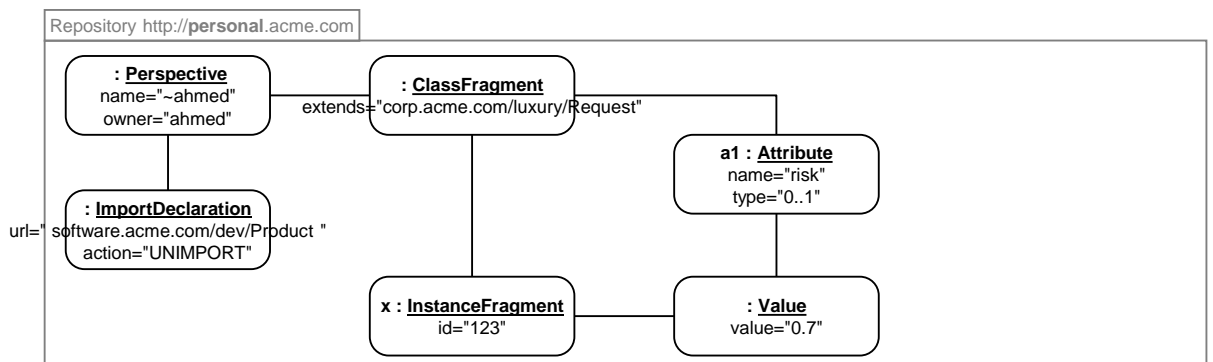 Repository http://personal.acme.com
: Perspective
name="~ahmed"
owner="ahmed"
: ClassFragment
extends="corp.acme.com/luxury/Request"
a1 : Attribute
name="risk"
type="0..1"
: ImportDeclaration
url=" software.acme.com/dev/Product "
action="UNIMPORT"
x : InstanceFragment
id="123"
: Value
value="0.7"